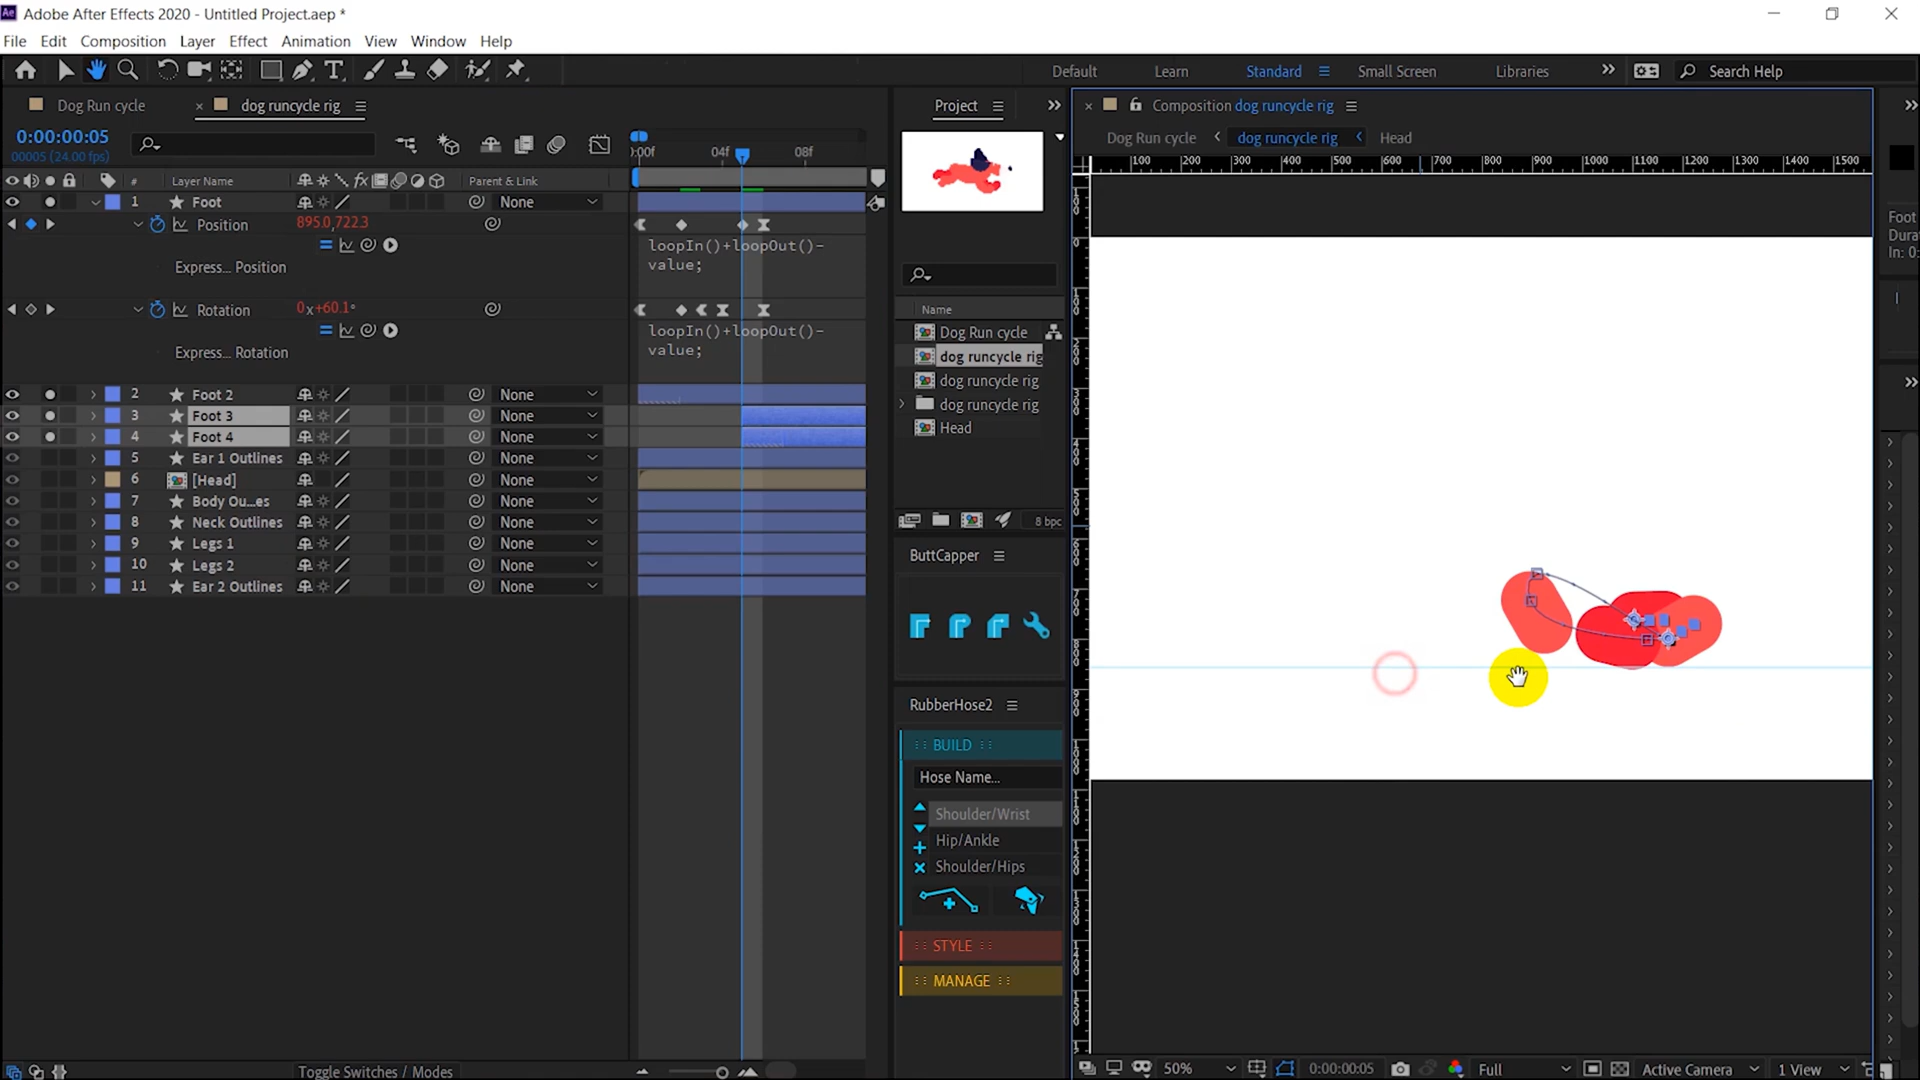 Adobe After Effects 2020 - Untitled Project.aep *
File Edit Composition Layer Effect Animation View Window Help
Default Learn Standard Small Screen Libraries Search Help
Dog Run cycle dog runcycle rig
Project
Composition dog runcycle rig
0:00:00:05
00005 (24.00 fps)
Dog Run cycle dog runcycle rig Head
:00f 04f 08f
100 200 300 400 500 600 700 800 900 1000 1100 1200 1300 1400 1500
# Layer Name Parent & Link
1 Foot None
Position 895.0,722.3
loopIn()+loopOut()-
value;
Express... Position
Rotation 0x+60.1°
loopIn()+loopOut()-
value;
Express... Rotation
2 Foot 2 None
3 Foot 3 None
4 Foot 4 None
5 Ear 1 Outlines None
6 [Head] None
7 Body Ou...es None
8 Neck Outlines None
9 Legs 1 None
10 Legs 2 None
11 Ear 2 Outlines None
Name
Dog Run cycle
dog runcycle rig
dog runcycle rig
dog runcycle rig
Head
8 bpc
ButtCapper
RubberHose2
BUILD
Hose Name...
Shoulder/Wrist
Hip/Ankle
Shoulder/Hips
STYLE
MANAGE
Foot
Dura
In: 0:
Toggle Switches / Modes
50% 0:00:00:05 Full Active Camera 1 View